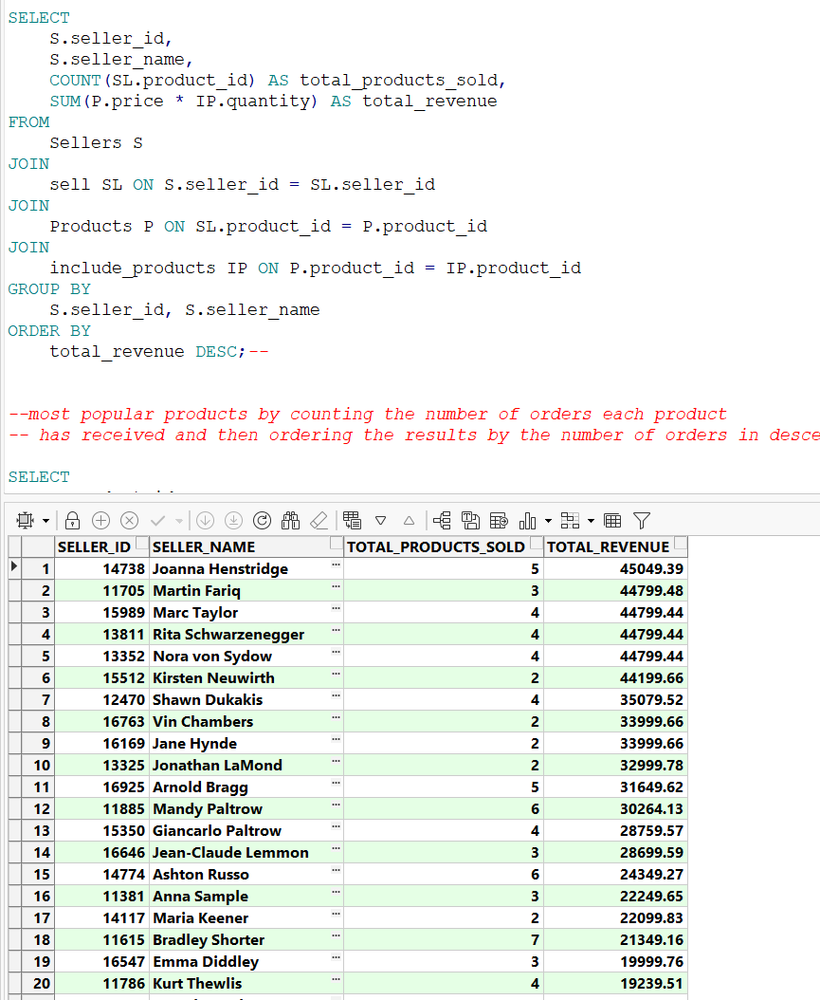 SELECT
S.seller_id,
S.seller_name,
COUNT(SL.product_id) AS total_products_sold,
SUM(P.price * IP.quantity) AS total_revenue
FROM
Sellers S
JOIN
sell SL ON S.seller_id = SL.seller_id
JOIN
Products P ON SL.product_id = P.product_id
JOIN
include_products IP ON P.product_id = IP.product_id
GROUP BY
S.seller_id, S.seller_name
ORDER BY
total_revenue DESC;--
--most popular products by counting the number of orders each product
-- has received and then ordering the results by the number of orders in desce
SELECT
SELLER_ID SELLER_NAME TOTAL_PRODUCTS_SOLD TOTAL_REVENUE
1 14738 Joanna Henstridge ... 5 45049.39
2 11705 Martin Fariq ... 3 44799.48
3 15989 Marc Taylor ... 4 44799.44
4 13811 Rita Schwarzenegger ... 4 44799.44
5 13352 Nora von Sydow ... 4 44799.44
6 15512 Kirsten Neuwirth ... 2 44199.66
7 12470 Shawn Dukakis ... 4 35079.52
8 16763 Vin Chambers ... 2 33999.66
9 16169 Jane Hynde ... 2 33999.66
10 13325 Jonathan LaMond ... 2 32999.78
11 16925 Arnold Bragg ... 5 31649.62
12 11885 Mandy Paltrow ... 6 30264.13
13 15350 Giancarlo Paltrow ... 4 28759.57
14 16646 Jean-Claude Lemmon ... 3 28699.59
15 14774 Ashton Russo ... 6 24349.27
16 11381 Anna Sample ... 3 22249.65
17 14117 Maria Keener ... 2 22099.83
18 11615 Bradley Shorter ... 7 21349.16
19 16547 Emma Diddley ... 3 19999.76
20 11786 Kurt Thewlis ... 4 19239.51